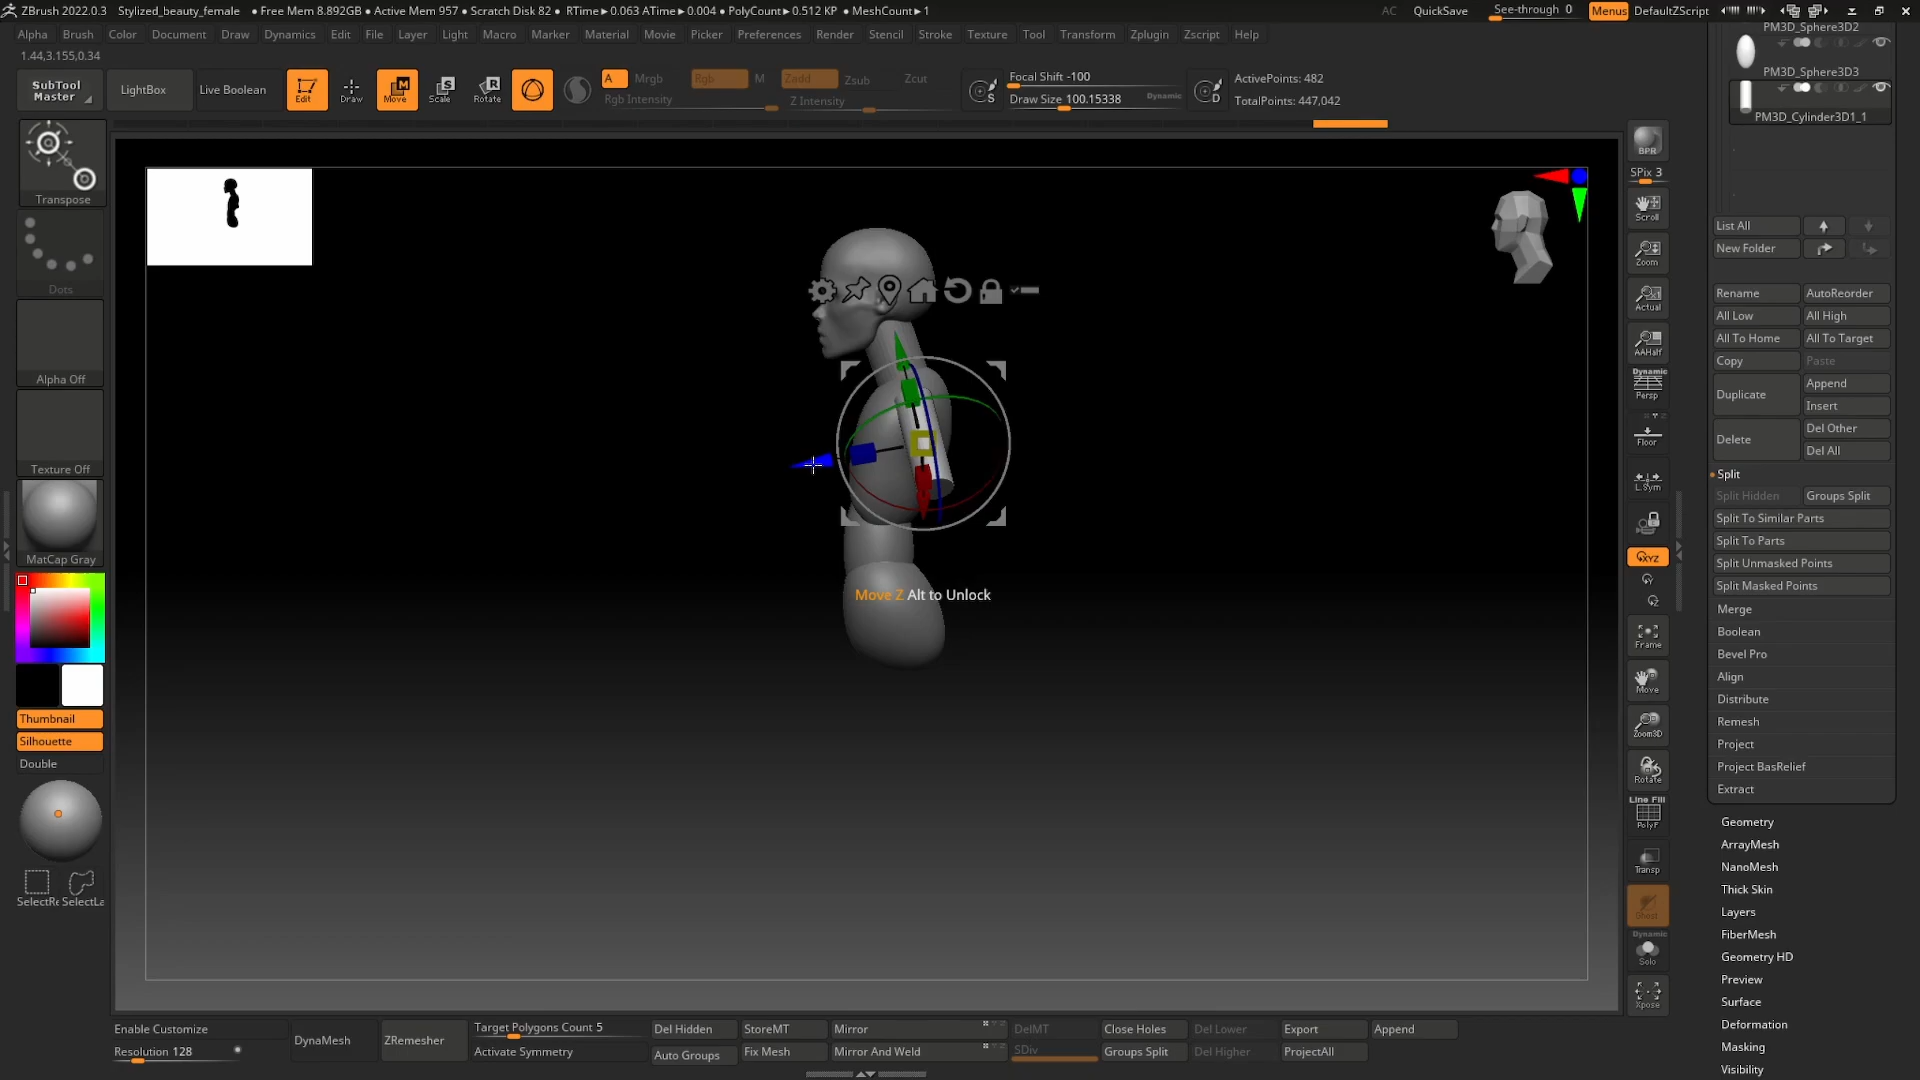 ZBrush 2022.0.3 Stylized_beauty_female • Free Mem 8.892GB • Active Mem 957 • Scratch Disk 82 • RTime▸0.063 ATime▸0.004 • PolyCount▸0.512 KP • MeshCount▸1 AC QuickSave See-through 0 Menus DefaultZScript
Alpha Brush Color Document Draw Dynamics Edit File Layer Light Macro Marker Material Movie Picker Preferences Render Stencil Stroke Texture Tool Transform Zplugin Zscript Help
1.44,3.155,0.34
SubTool Master
LightBox
Live Boolean
Edit
Draw
Move
Scale
Rotate
A Mrgb Rgb M Zadd Zsub Zcut
Rgb Intensity Z Intensity
S
Focal Shift -100
Draw Size 100.15338 Dynamic
D
ActivePoints: 482
TotalPoints: 447,042
Transpose
Dots
Alpha Off
Texture Off
MatCap Gray
Thumbnail
Silhouette
Double
SelectRe SelectLa
Move Z Alt to Unlock
BPR
SPix 3
Scroll
Zoom
Actual
AAHalf
Dynamic
Persp
Floor
L.Sym
XYZ
Frame
Move
Zoom3D
Rotate
Line Fill
PolyF
Transp
Ghost
Dynamic
Solo
Xpose
PM3D_Sphere3D2
PM3D_Sphere3D3
PM3D_Cylinder3D1_1
List All
New Folder
Rename AutoReorder
All Low All High
All To Home All To Target
Copy Paste
Duplicate Append
Insert
Delete Del Other
Del All
Split
Split Hidden Groups Split
Split To Similar Parts
Split To Parts
Split Unmasked Points
Split Masked Points
Merge
Boolean
Bevel Pro
Align
Distribute
Remesh
Project
Project BasRelief
Extract
Geometry
ArrayMesh
NanoMesh
Thick Skin
Layers
FiberMesh
Geometry HD
Preview
Surface
Deformation
Masking
Visibility
Enable Customize
Resolution 128
DynaMesh
ZRemesher
Target Polygons Count 5
Activate Symmetry
Del Hidden StoreMT Mirror DelMT Close Holes Del Lower Export Append
Auto Groups Fix Mesh Mirror And Weld SDiv Groups Split Del Higher ProjectAll